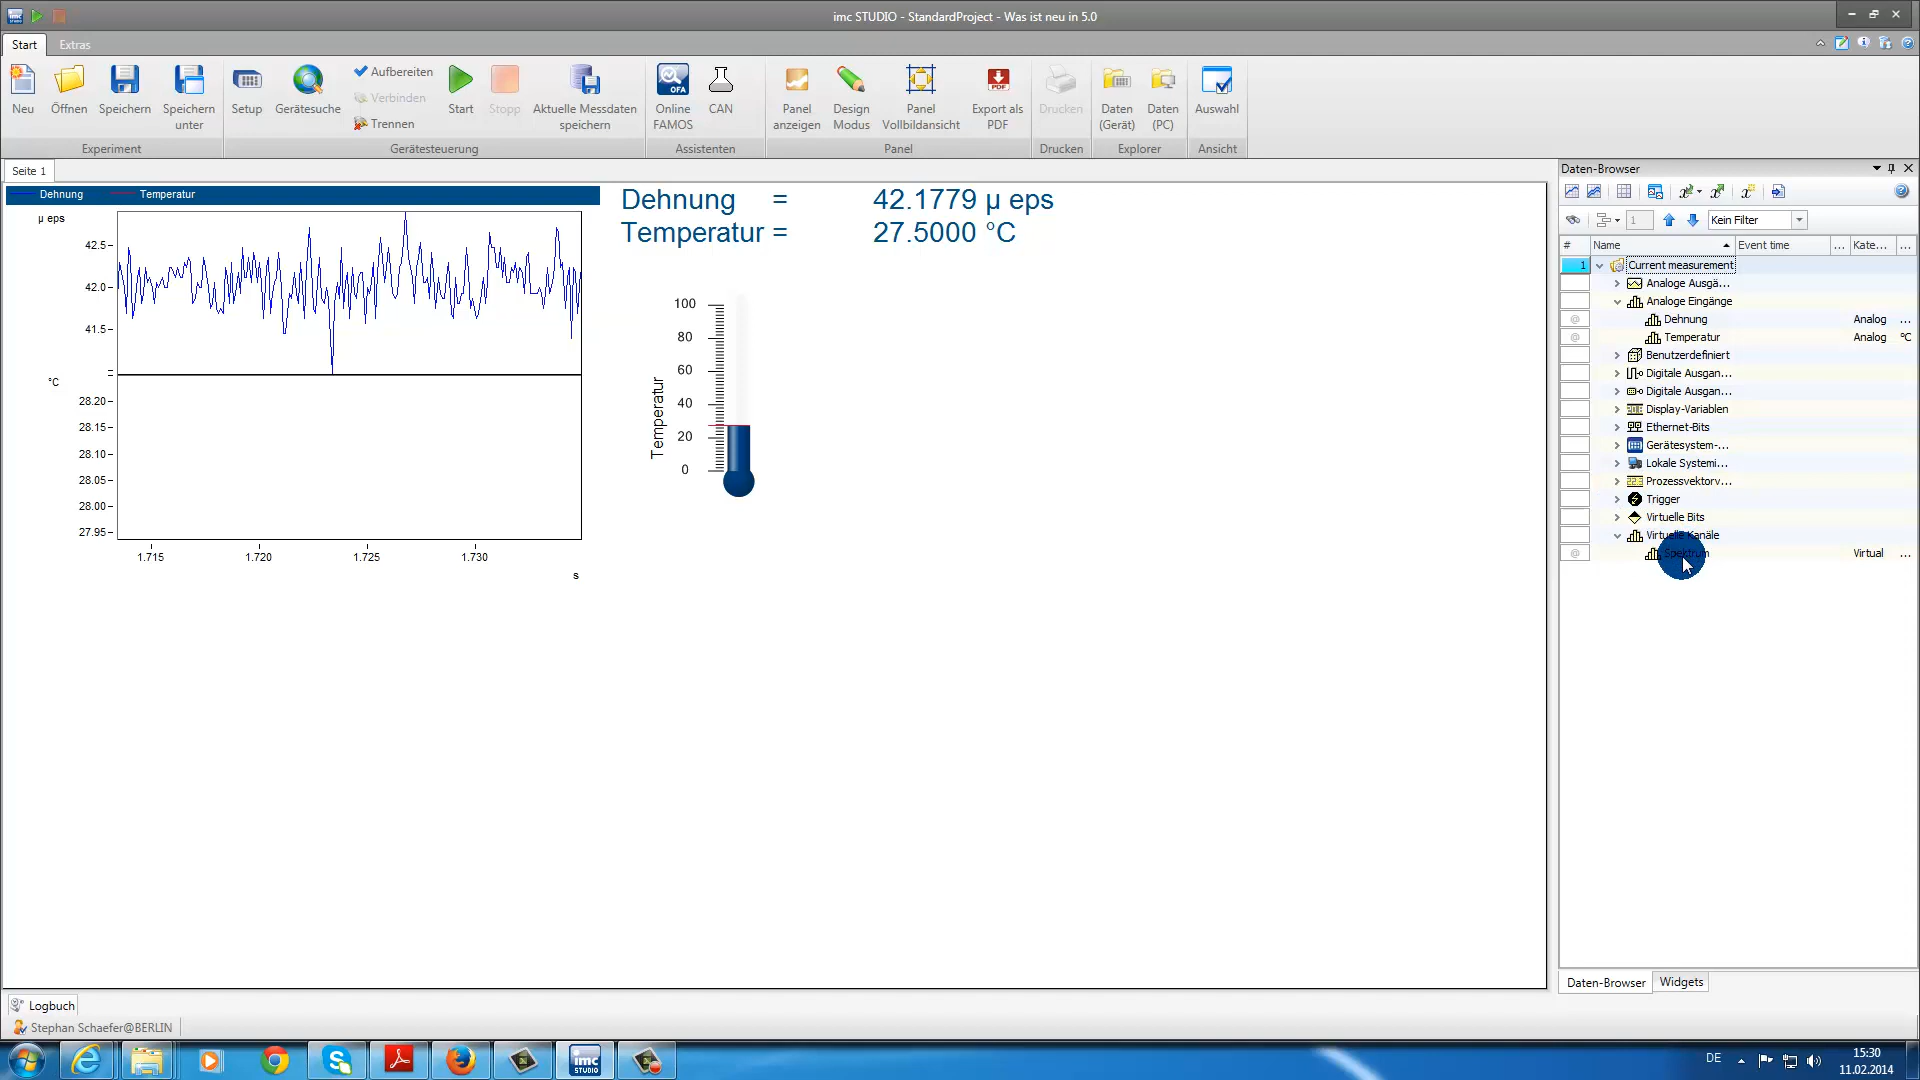 imc STUDIO - StandardProject - Was ist neu in 5.0
Start Extras
Neu Öffnen Speichern Speichern unter
Setup Gerätesuche Aufbereiten Verbinden Trennen Start Stopp Aktuelle Messdaten speichern
Online FAMOS CAN
Panel anzeigen Design Modus Panel Vollbildansicht Export als PDF
Drucken
Daten (Gerät) Daten (PC)
Auswahl
Experiment Gerätesteuerung Assistenten Panel Drucken Explorer Ansicht
Seite 1
Dehnung Temperatur
µ eps
42.5
42.0
41.5
°C
28.20
28.15
28.10
28.05
28.00
27.95
1.715 1.720 1.725 1.730
s
Dehnung = 42.1779 µ eps
Temperatur = 27.5000 °C
Temperatur
100
80
60
40
20
0
Daten-Browser
1 Kein Filter
# Name Event time ... Kate... ...
1 Current measurement
Analoge Ausgä...
Analoge Eingänge
@ Dehnung Analog ...
@ Temperatur Analog °C
Benutzerdefiniert
Digitale Ausgan...
Digitale Ausgan...
Display-Variablen
Ethernet-Bits
Gerätesystem-...
Lokale Systemi...
Prozessvektorv...
Trigger
Virtuelle Bits
Virtuelle Kanäle
@ Spektrum Virtual ...
Daten-Browser Widgets
Logbuch
Stephan Schaefer@BERLIN
imc STUDIO
DE
15:30
11.02.2014